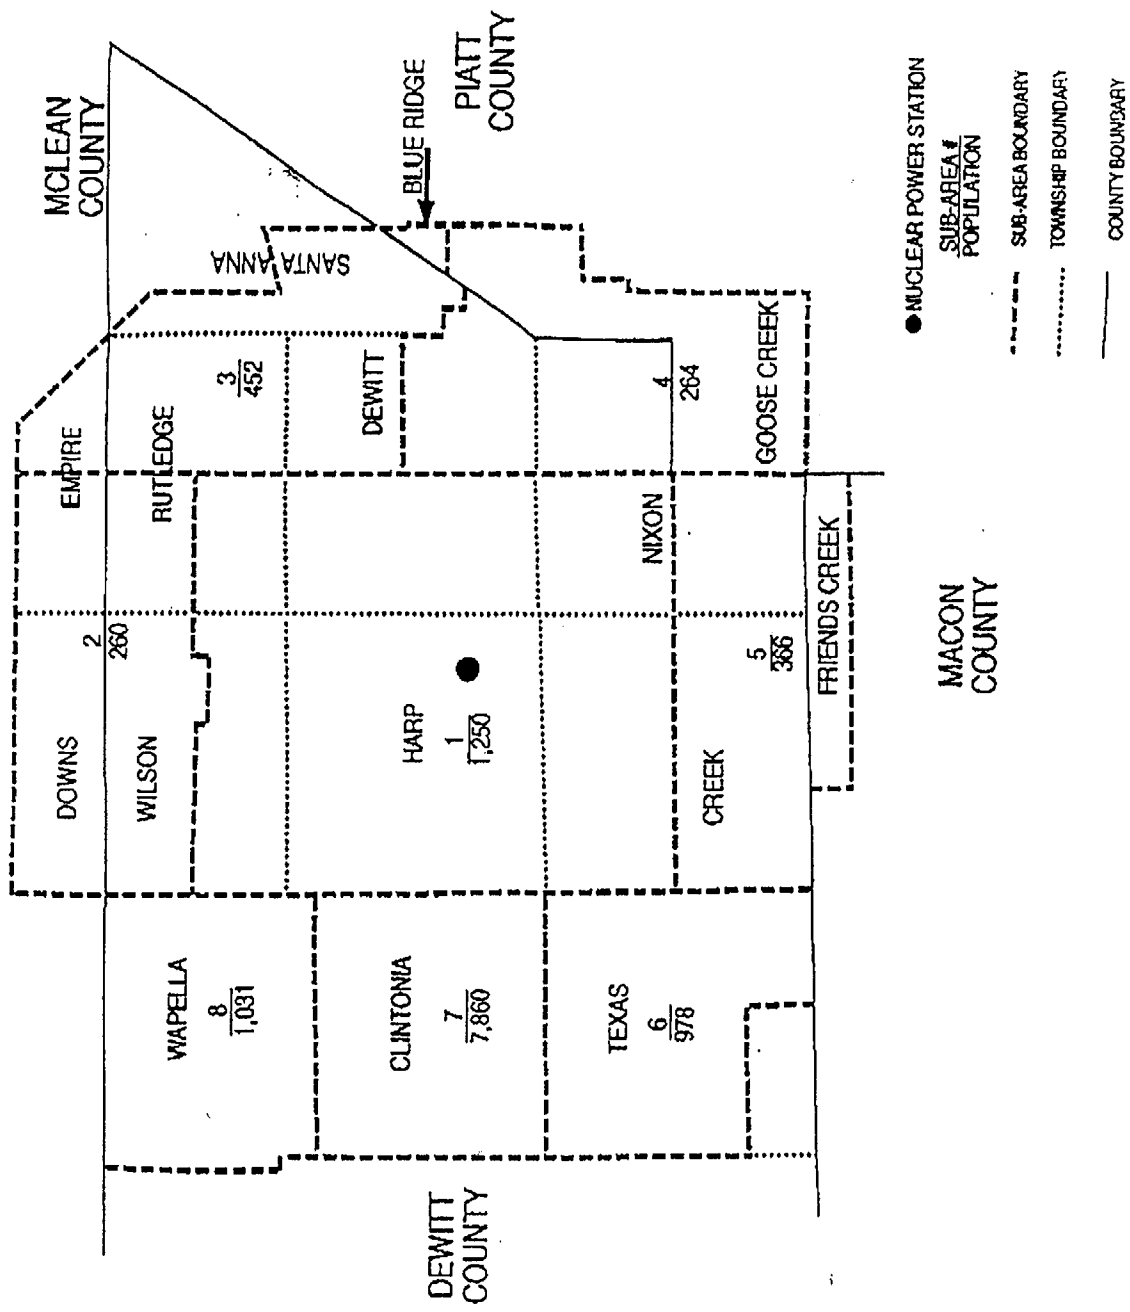 MCLEAN
COUNTY
DOWNS
EMPIRE
2
260
WILSON
RUTLEDGE
WAPELLA
8
1,031
3
452
SANTA ANNA
DEWITT
CLINTONIA
HARP
BLUE RIDGE
DEWITT
COUNTY
7
7,860
1
1,250
PIATT
COUNTY
TEXAS
6
978
NIXON
4
264
CREEK
5
366
GOOSE CREEK
FRIENDS CREEK
MACON
COUNTY
NUCLEAR POWER STATION
SUB-AREA #
POPULATION
SUB-AREA BOUNDARY
TOWNSHIP BOUNDARY
COUNTY BOUNDARY